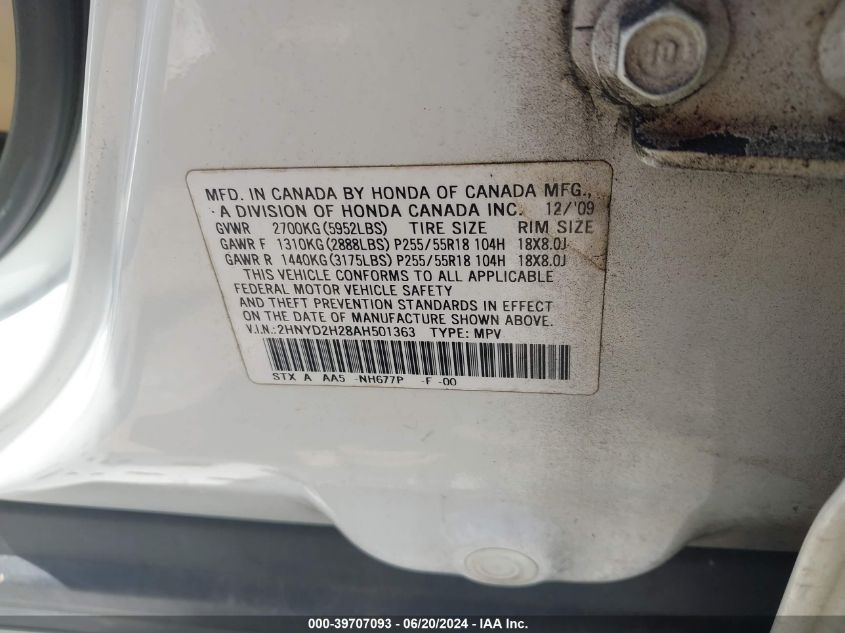 10
MFD. IN CANADA BY HONDA OF CANADA MFG.,
A DIVISION OF HONDA CANADA INC. 12/'09
GVWR 2700KG(5952LBS) TIRE SIZE RIM SIZE
GAWR F 1310KG(2888LBS) P255/55R18 104H 18X8.0J
GAWR R 1440KG(3175LBS) P255/55R18 104H 18X8.0J
THIS VEHICLE CONFORMS TO ALL APPLICABLE
FEDERAL MOTOR VEHICLE SAFETY
AND THEFT PREVENTION STANDARDS IN EFFECT
ON THE DATE OF MANUFACTURE SHOWN ABOVE.
V.I.N.: 2HNYD2H28AH501363 TYPE: MPV
STX A AA5 -NH677P -F -00
000-39707093 - 06/20/2024 - IAA Inc.